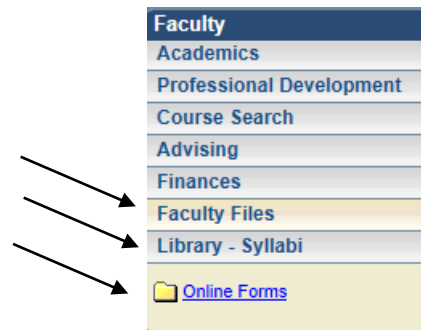 Faculty
Academics
Professional Development
Course Search
Advising
Finances
Faculty Files
Library - Syllabi
Online Forms